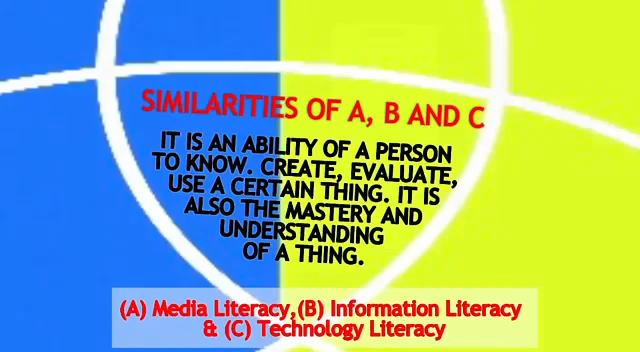 SIMILARITIES OF A, B AND C
IT IS AN ABILITY OF A PERSON
TO KNOW. CREATE, EVALUATE,
USE A CERTAIN THING. IT IS
ALSO THE MASTERY AND
UNDERSTANDING
OF A THING.
(A) Media Literacy,(B) Information Literacy
& (C) Technology Literacy